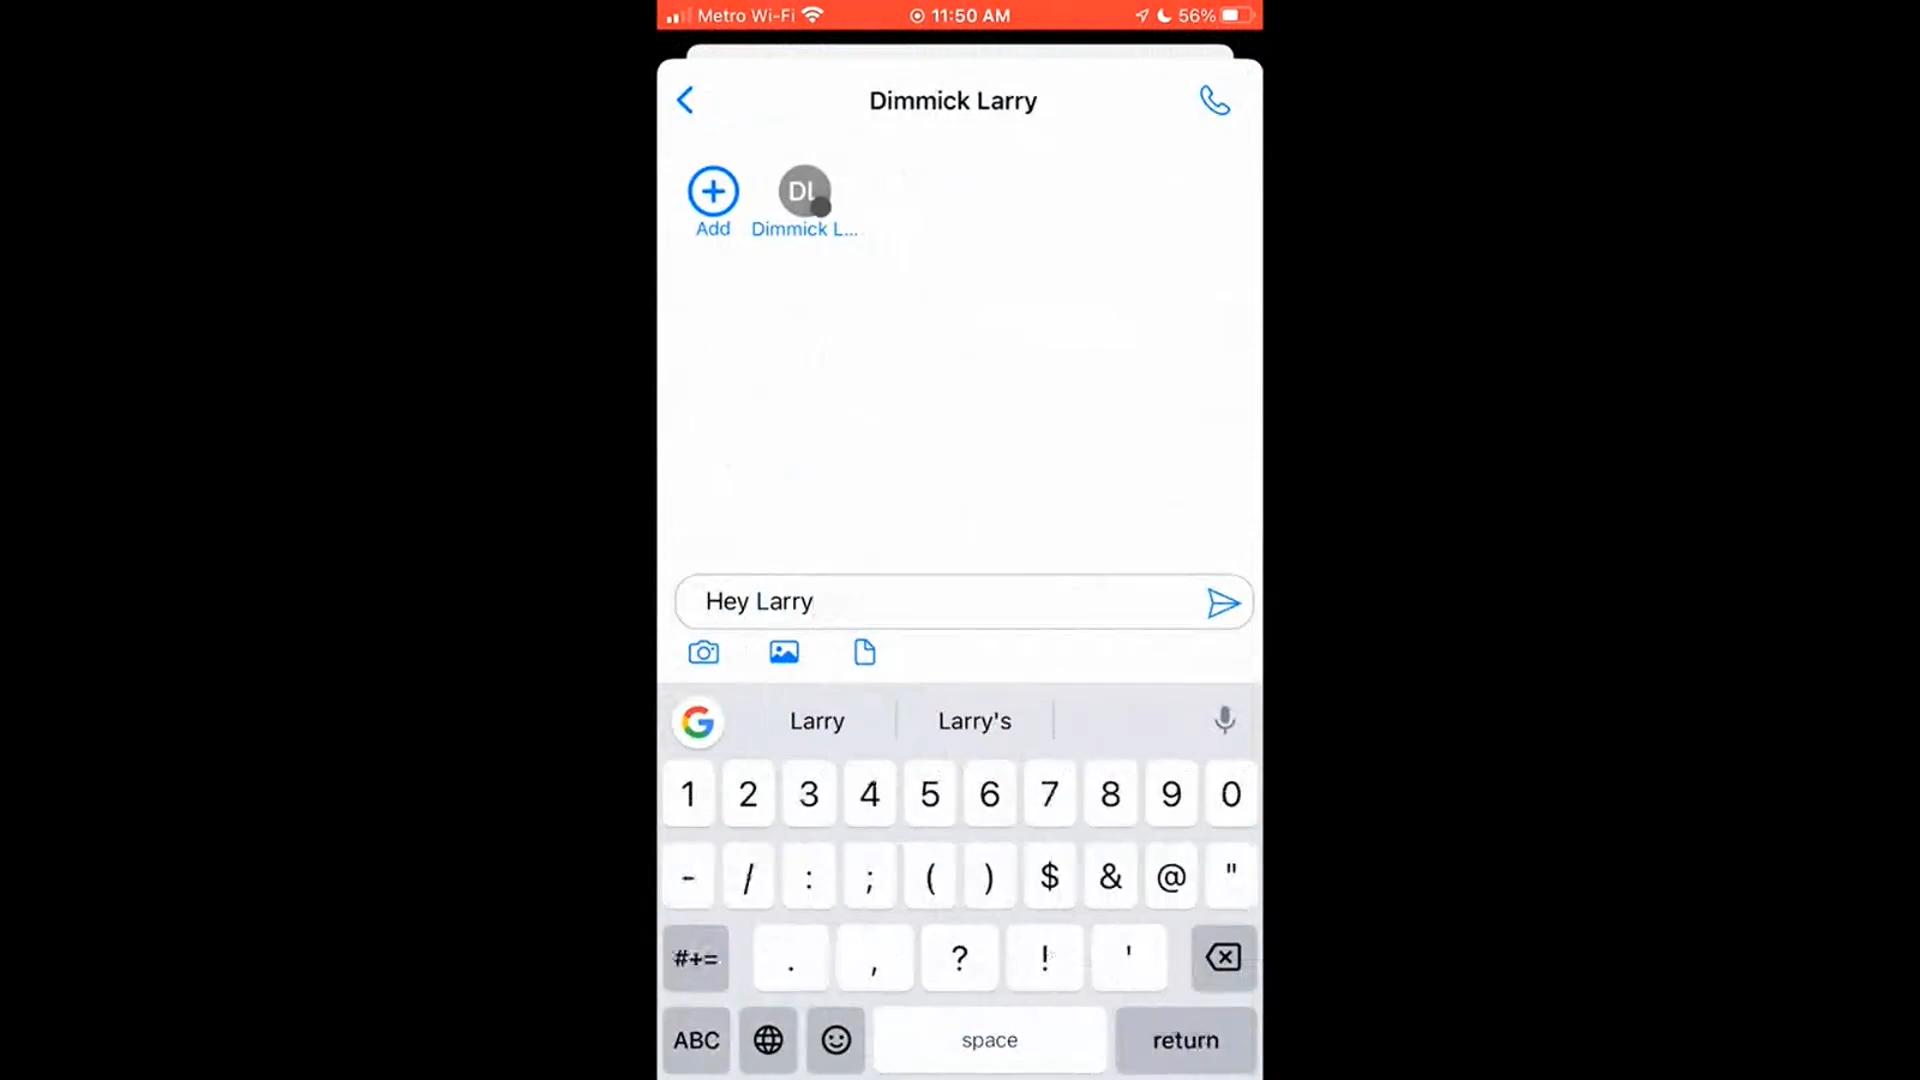 Metro Wi-Fi 11:50 AM 56%
Dimmick Larry
DL
Add Dimmick L...
Hey Larry
G Larry Larry's
1 2 3 4 5 6 7 8 9 0
- / : ; ( ) $ & @ "
#+= . , ? ! '
ABC space return